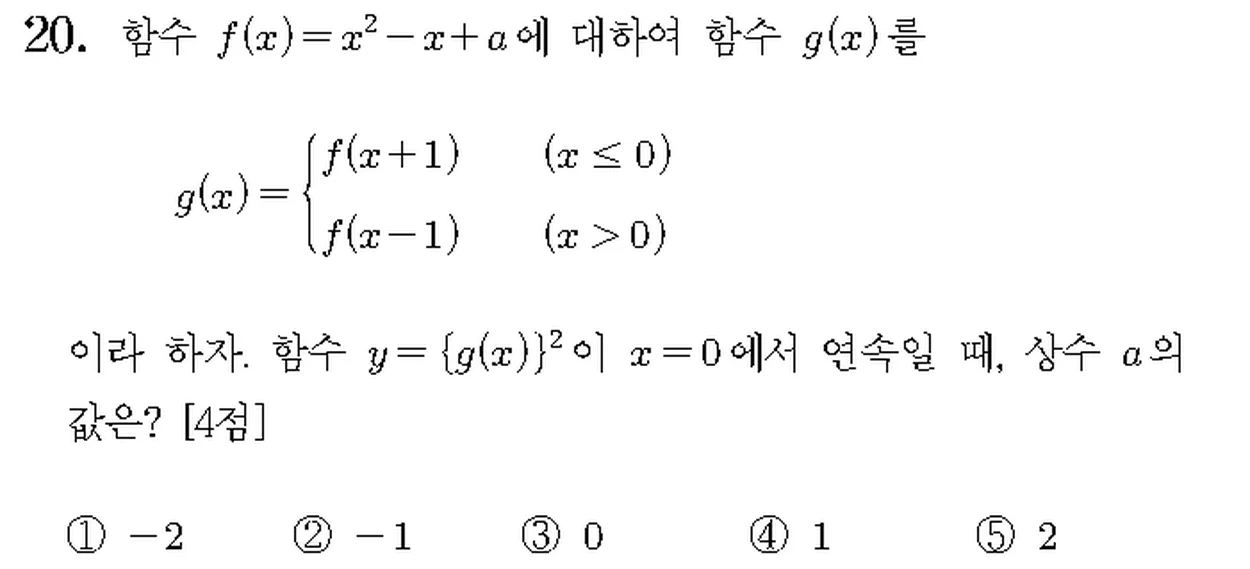 20. 함수 f(x)=x²−x+a에 대하여 함수 g(x)를
g(x)={f(x+1) (x≤0)
f(x−1) (x>0)
이라 하자. 함수 y={g(x)}²이 x=0에서 연속일 때, 상수 a의
값은? [4점]
① −2 ② −1 ③ 0 ④ 1 ⑤ 2